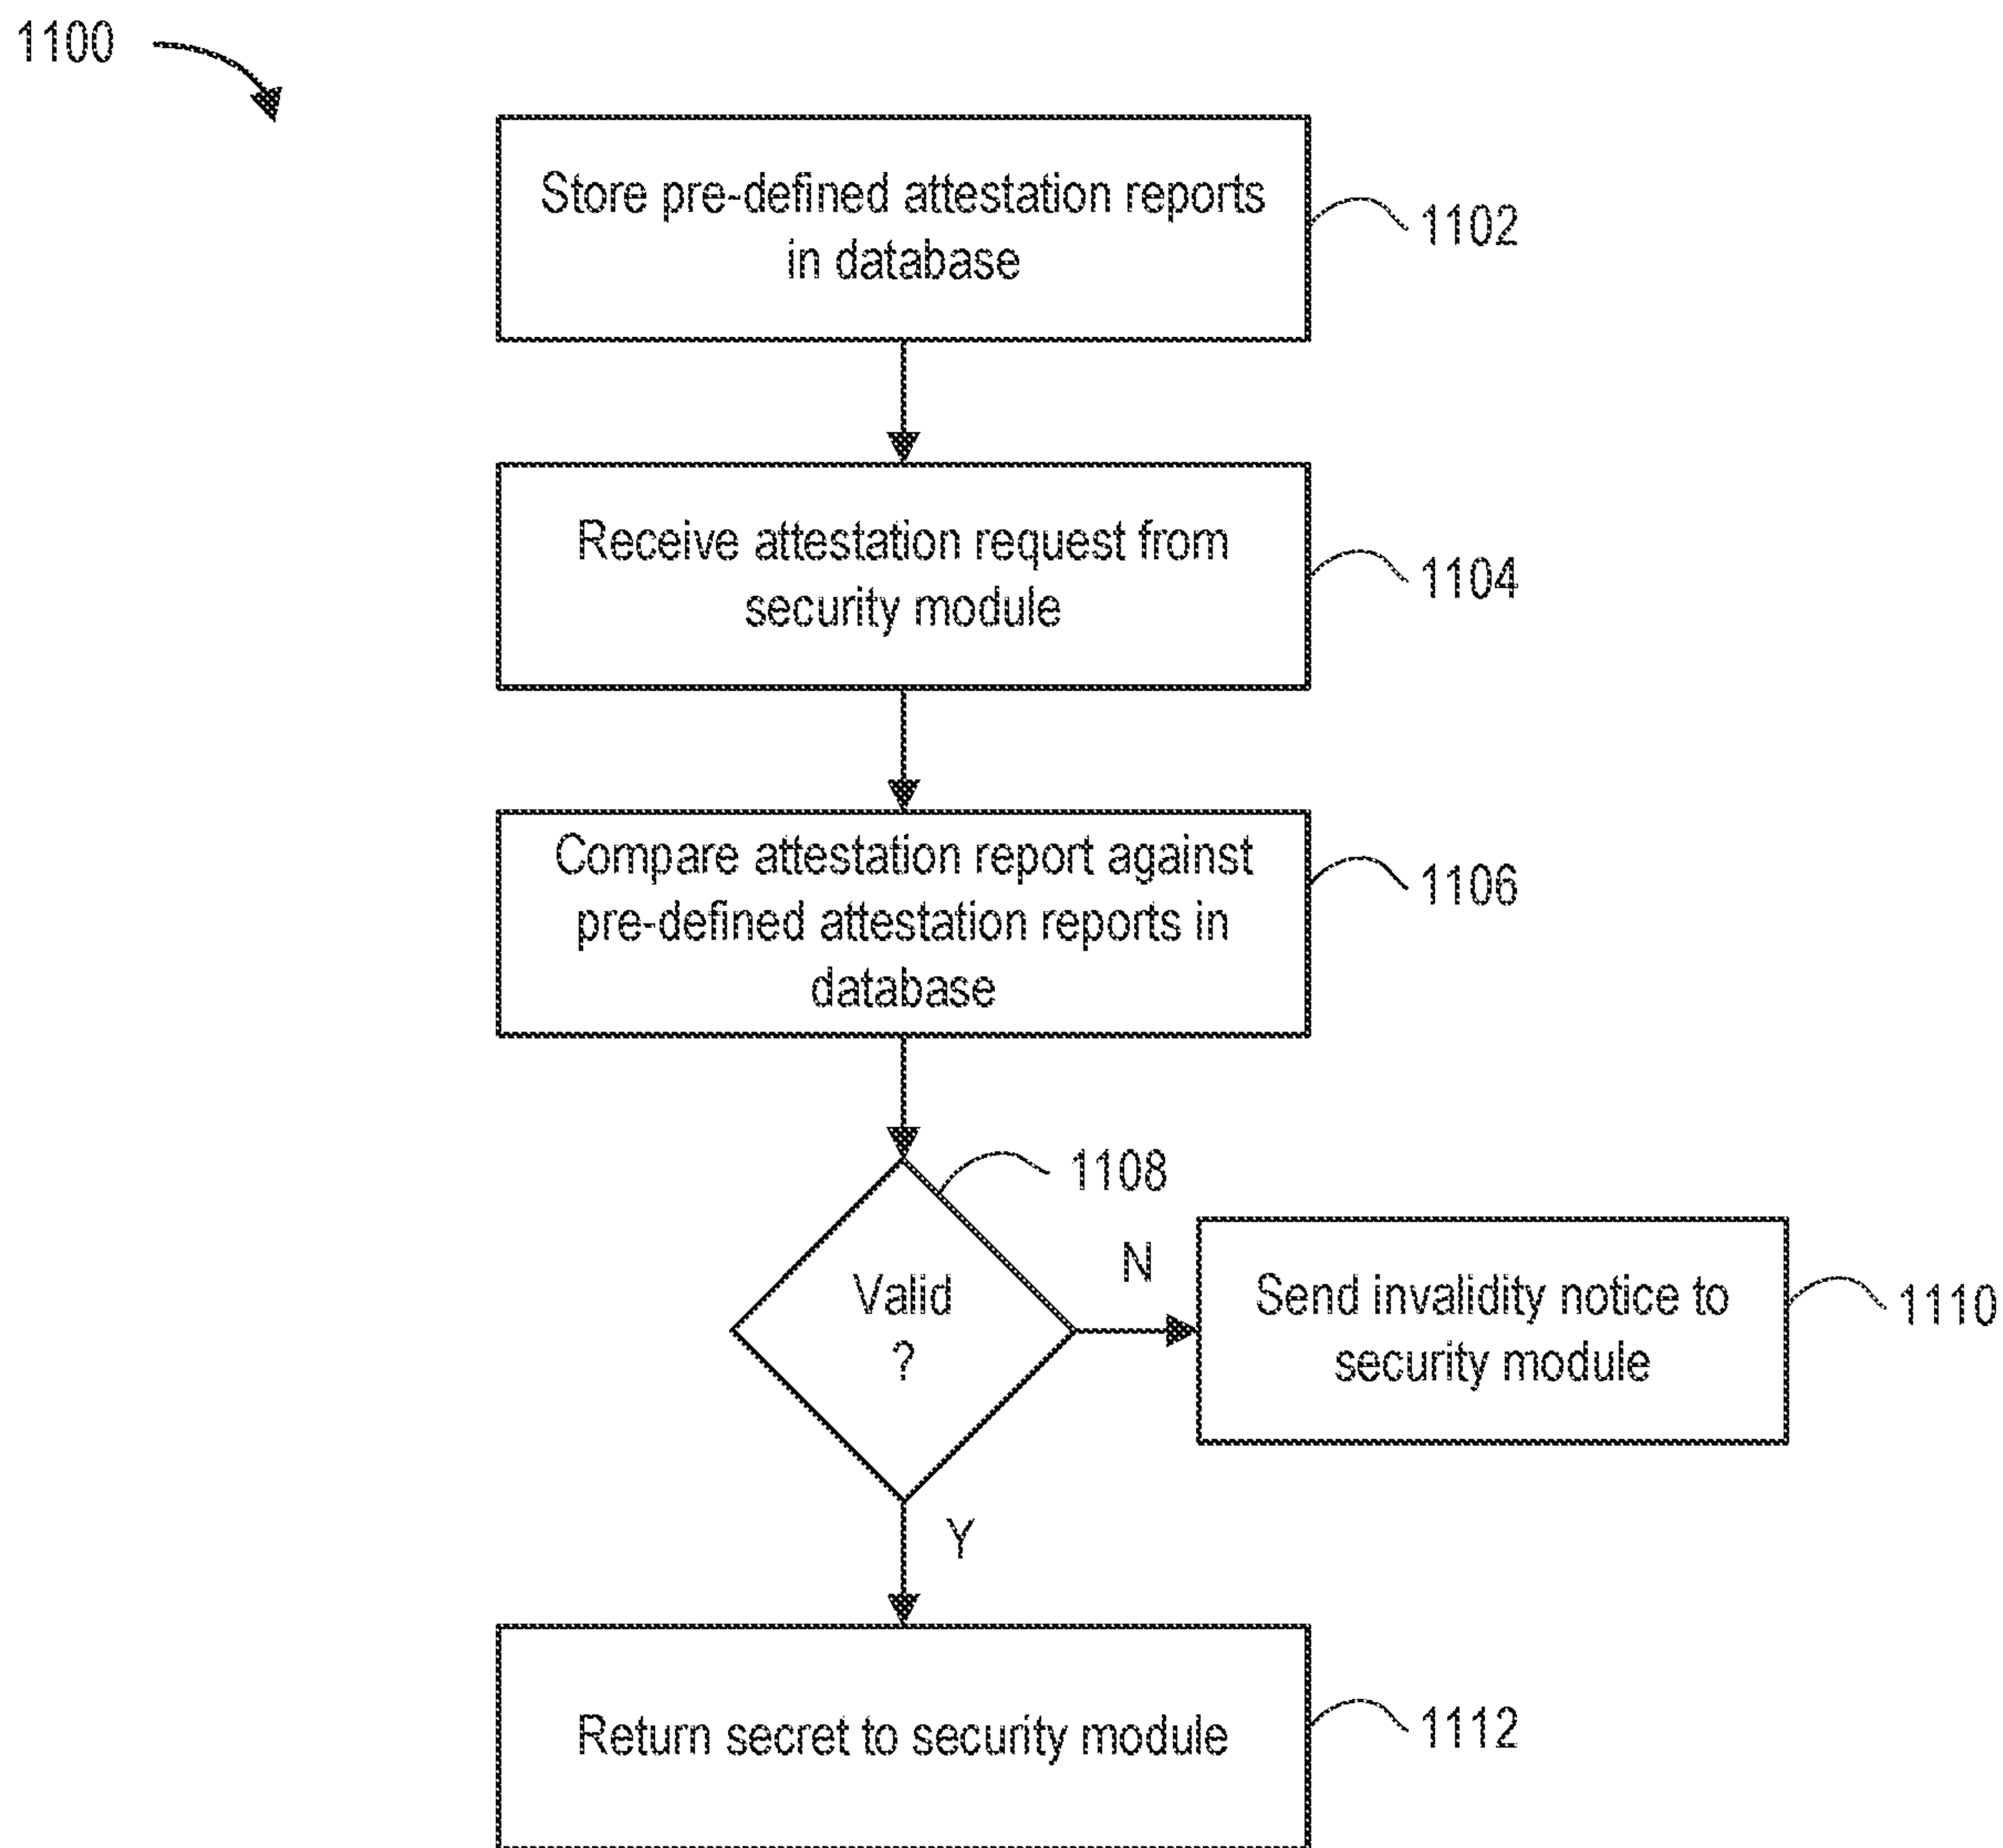 1100
Store pre-defined attestation reports
in database
1102
Receive attestation request from
security module
1104
Compare attestation report against
pre-defined attestation reports in
database
1106
1108
Valid
?
N
Send invalidity notice to
security module
1110
Y
Return secret to security module
1112